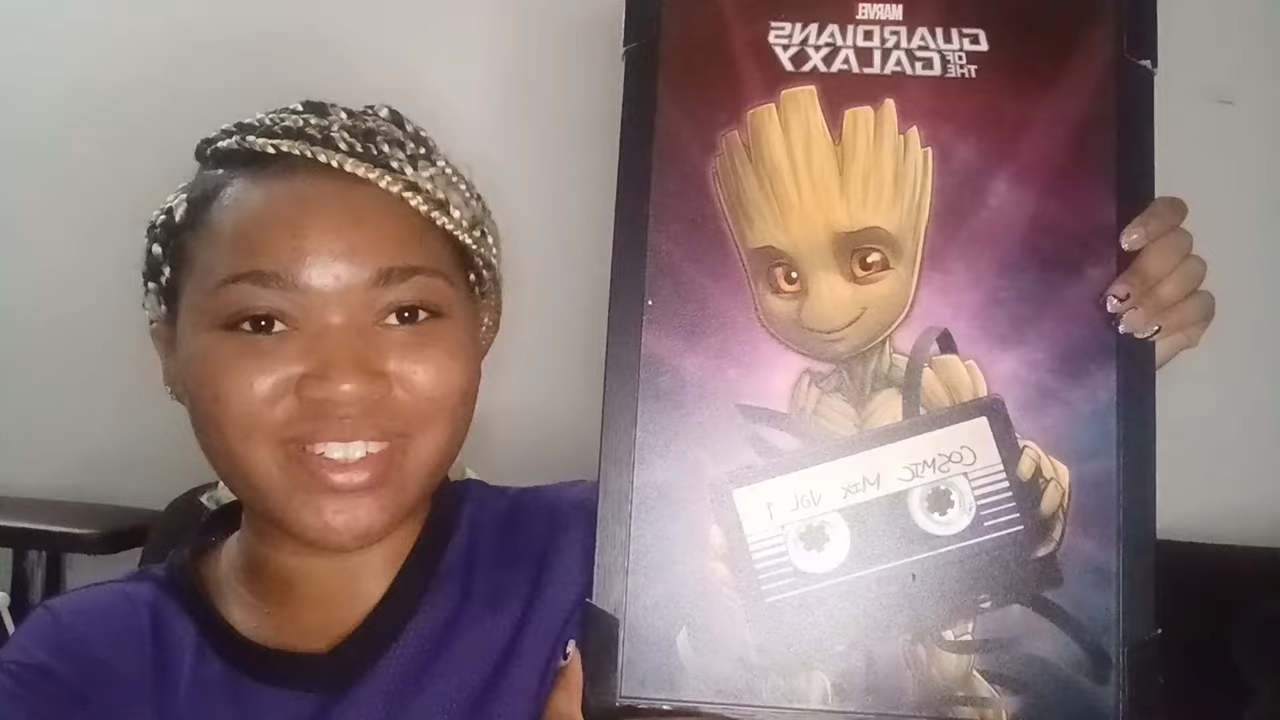 MARVEL
GUARDIANS
OF
THE GALAXY
COSMIC MIX VOL 1